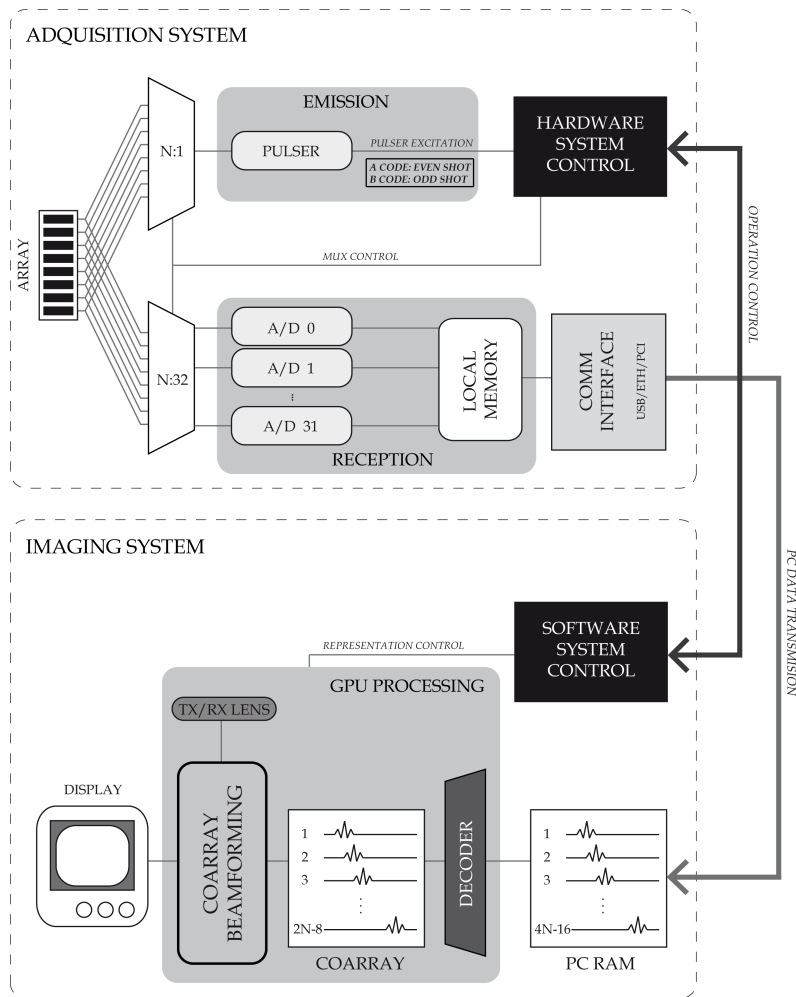 ADQUISITION SYSTEM
EMISSION
N:1
PULSER
PULSER EXCITATION
A CODE: EVEN SHOT
B CODE: ODD SHOT
HARDWARE
SYSTEM
CONTROL
ARRAY
MUX CONTROL
OPERATION CONTROL
N:32
A/D 0
A/D 1
⋮
A/D 31
LOCAL
MEMORY
RECEPTION
COMM
INTERFACE
USB/ETH/PCI
PC DATA TRANSMISION
IMAGING SYSTEM
SOFTWARE
SYSTEM
CONTROL
REPRESENTATION CONTROL
GPU PROCESSING
TX/RX LENS
DISPLAY
COARRAY
BEAMFORMING
1
2
3
⋮
2N-8
COARRAY
DECODER
1
2
3
⋮
4N-16
PC RAM